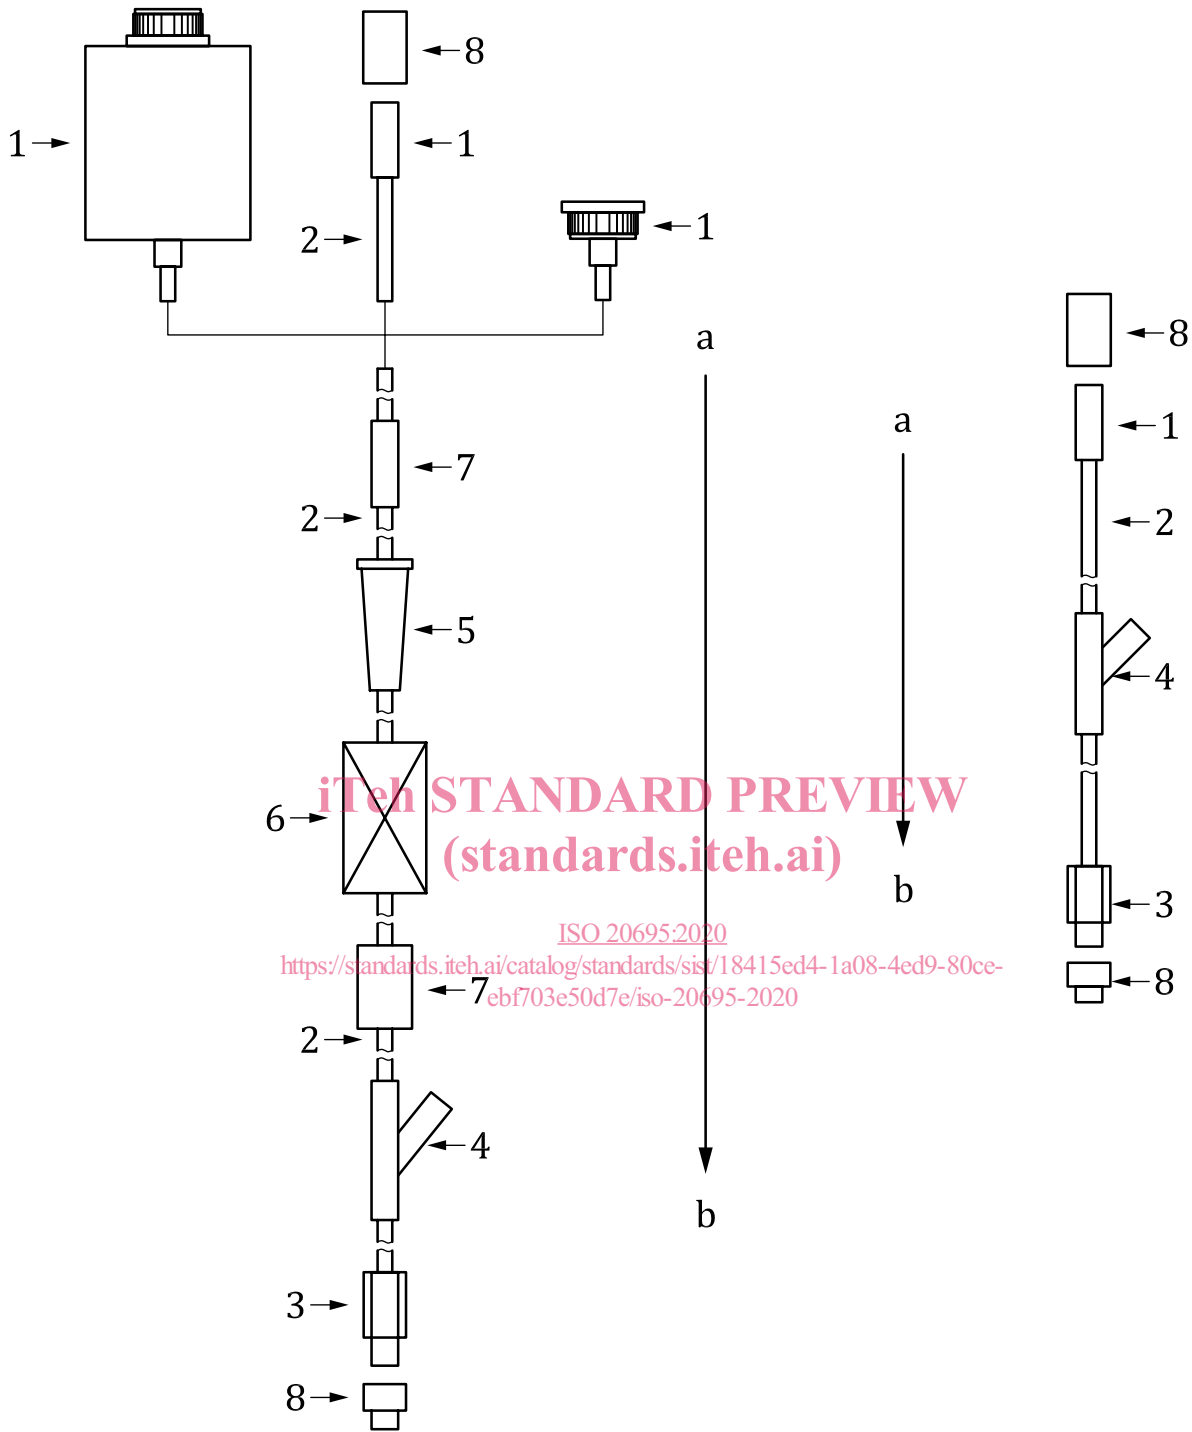 8
1
1
2
1
8
a
a
1
7
2
2
5
4
iTeh STANDARD PREVIEW
6
(standards.iteh.ai)
b
3
ISO 20695:2020
https://standards.iteh.ai/catalog/standards/sist/18415ed4-1a08-4ed9-80ce-
7
ebf703e50d7e/iso-20695-2020
8
2
4
b
3
8